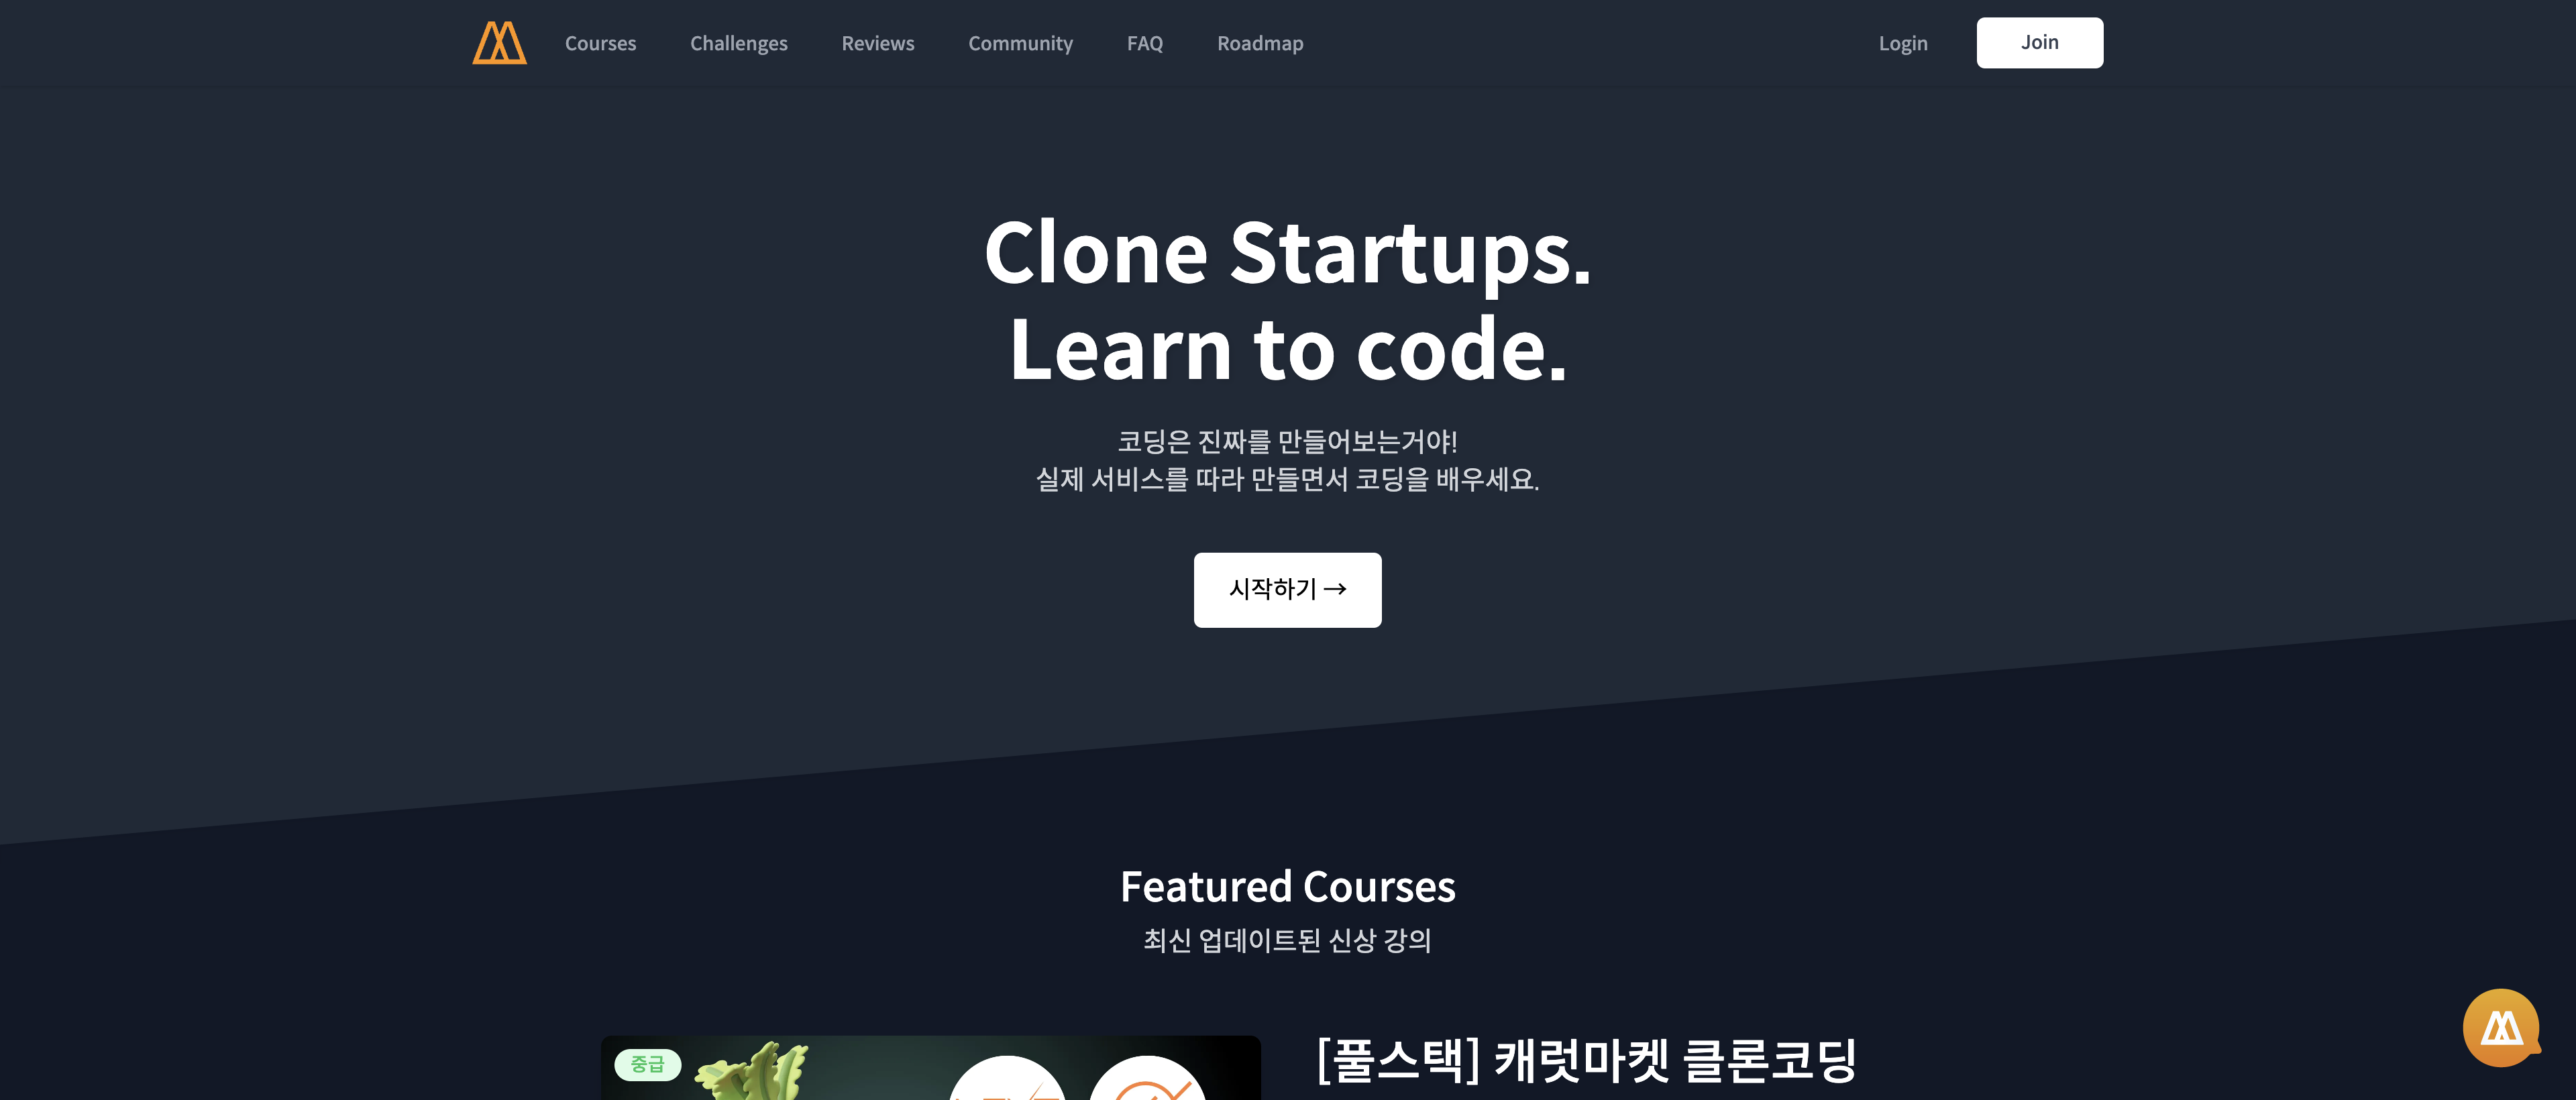 Courses Challenges Reviews Community FAQ Roadmap Login Join
Clone Startups.
Learn to code.
코딩은 진짜를 만들어보는거야!
실제 서비스를 따라 만들면서 코딩을 배우세요.
시작하기 →
Featured Courses
최신 업데이트된 신상 강의
중급
[풀스택] 캐럿마켓 클론코딩